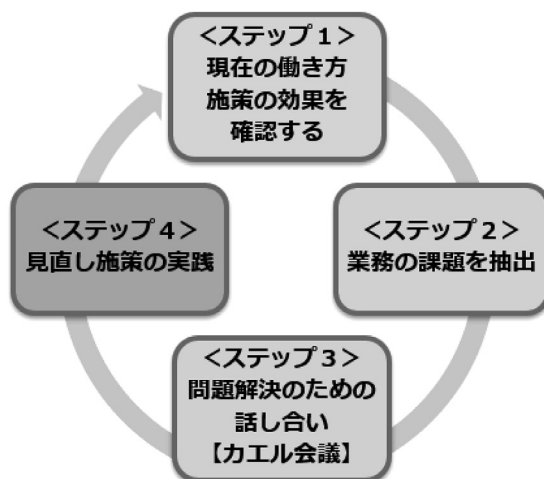 <ステップ１>
現在の働き方
施策の効果を
確認する
<ステップ２>
業務の課題を抽出
<ステップ３>
問題解決のための
話し合い
【カエル会議】
<ステップ４>
見直し施策の実践